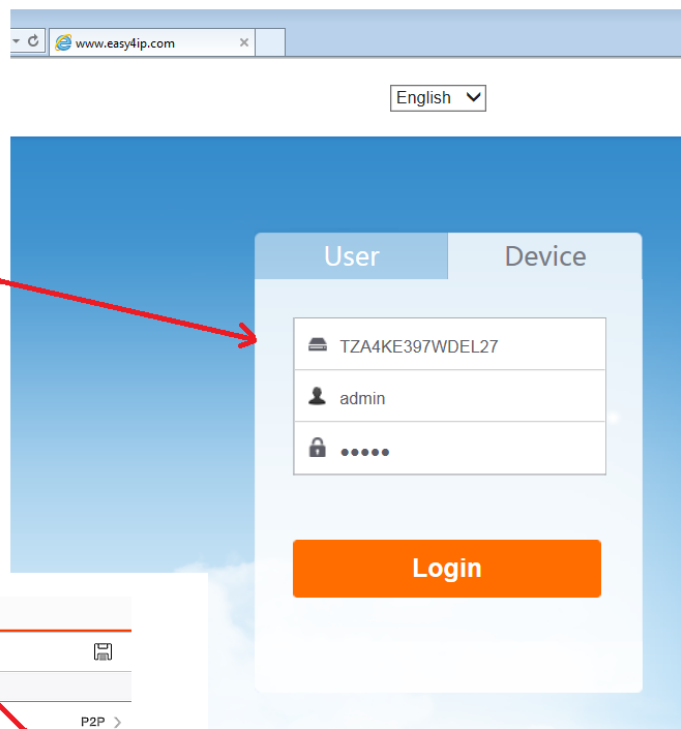 www.easy4ip.com
English
User
Device
TZA4KE397WDEL27
admin
•••••
Login
P2P >